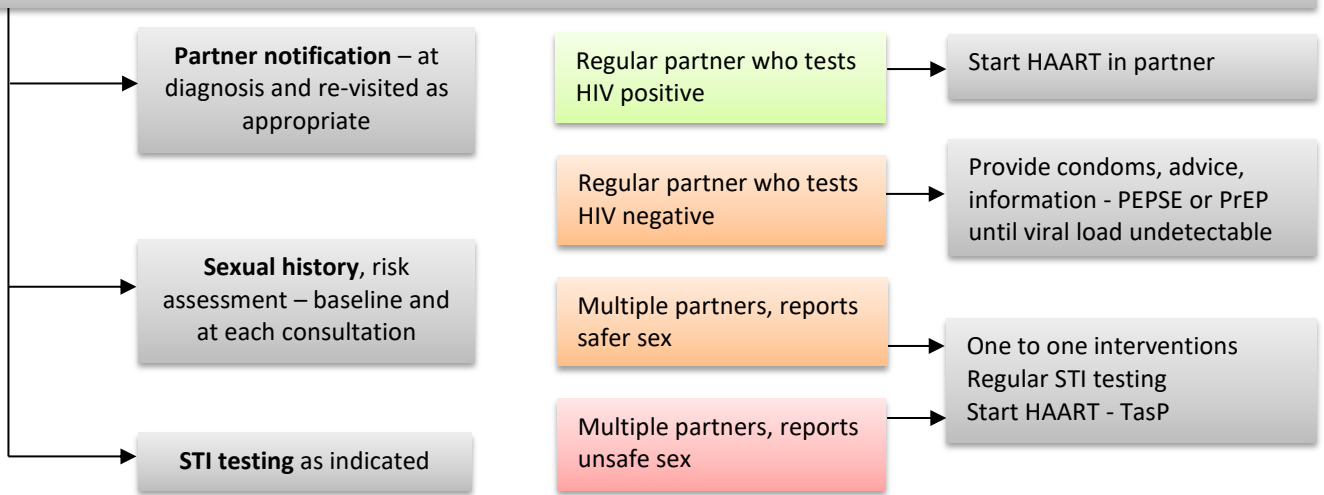 Partner notification – at
diagnosis and re-visited as
appropriate
Sexual history, risk
assessment – baseline and
at each consultation
STI testing as indicated
Regular partner who tests
HIV positive
Start HAART in partner
Regular partner who tests
HIV negative
Provide condoms, advice,
information - PEPSE or PrEP
until viral load undetectable
Multiple partners, reports
safer sex
Multiple partners, reports
unsafe sex
One to one interventions
Regular STI testing
Start HAART - TasP